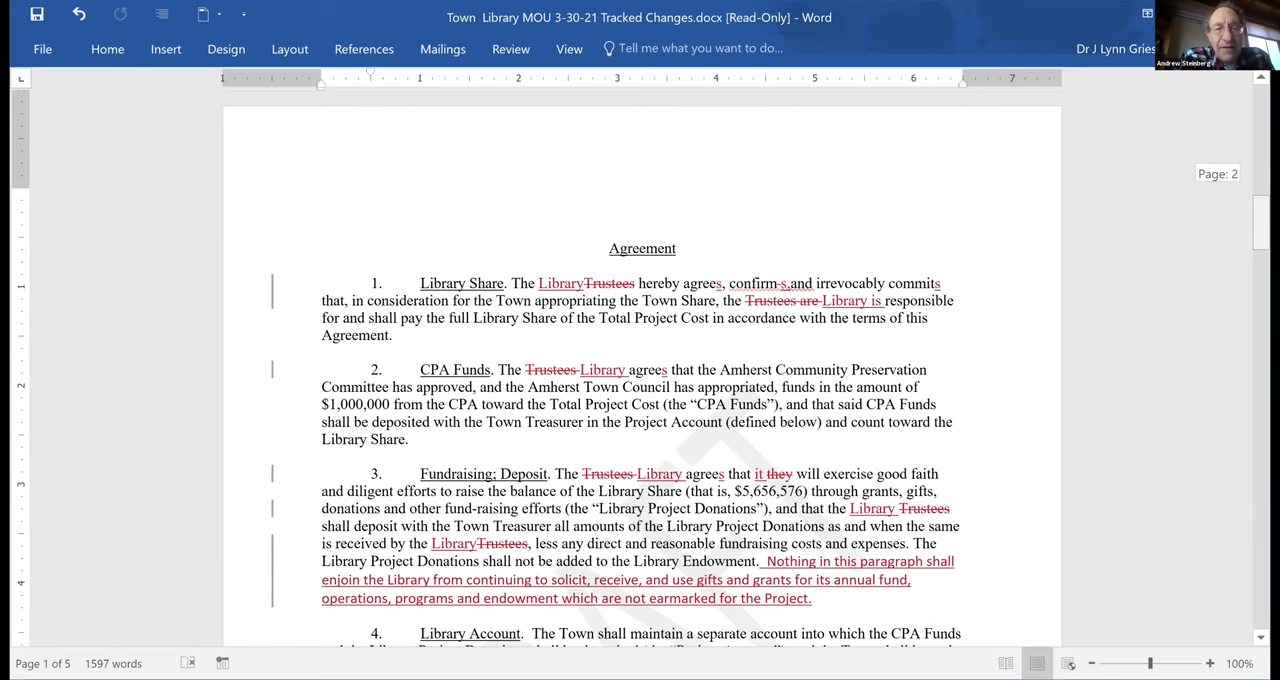 Town Library MOU 3-30-21 Tracked Changes.docx [Read-Only] - Word
File Home Insert Design Layout References Mailings Review View Tell me what you want to do... Dr J Lynn Gries
Andrew Steinberg
1 1 2 3 4 5 6 7
Page: 2
Agreement
1. Library Share. The LibraryTrustees hereby agrees, confirm s,and irrevocably commits
that, in consideration for the Town appropriating the Town Share, the Trustees are Library is responsible
for and shall pay the full Library Share of the Total Project Cost in accordance with the terms of this
Agreement.
2. CPA Funds. The Trustees Library agrees that the Amherst Community Preservation
Committee has approved, and the Amherst Town Council has appropriated, funds in the amount of
$1,000,000 from the CPA toward the Total Project Cost (the “CPA Funds”), and that said CPA Funds
shall be deposited with the Town Treasurer in the Project Account (defined below) and count toward the
Library Share.
3. Fundraising; Deposit. The Trustees Library agrees that it they will exercise good faith
and diligent efforts to raise the balance of the Library Share (that is, $5,656,576) through grants, gifts,
donations and other fund-raising efforts (the “Library Project Donations”), and that the Library Trustees
shall deposit with the Town Treasurer all amounts of the Library Project Donations as and when the same
is received by the LibraryTrustees, less any direct and reasonable fundraising costs and expenses. The
Library Project Donations shall not be added to the Library Endowment. Nothing in this paragraph shall
enjoin the Library from continuing to solicit, receive, and use gifts and grants for its annual fund,
operations, programs and endowment which are not earmarked for the Project.
4. Library Account. The Town shall maintain a separate account into which the CPA Funds
Page 1 of 5 1597 words 100%